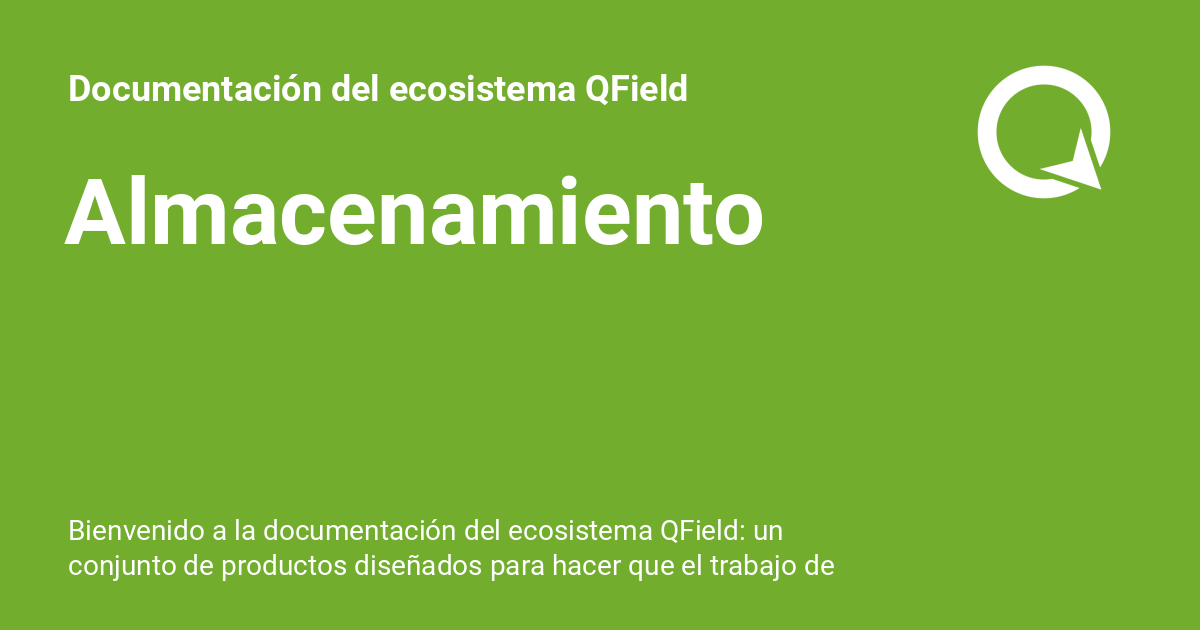 Documentación del ecosistema QField
Almacenamiento
Bienvenido a la documentación del ecosistema QField: un
conjunto de productos diseñados para hacer que el trabajo de